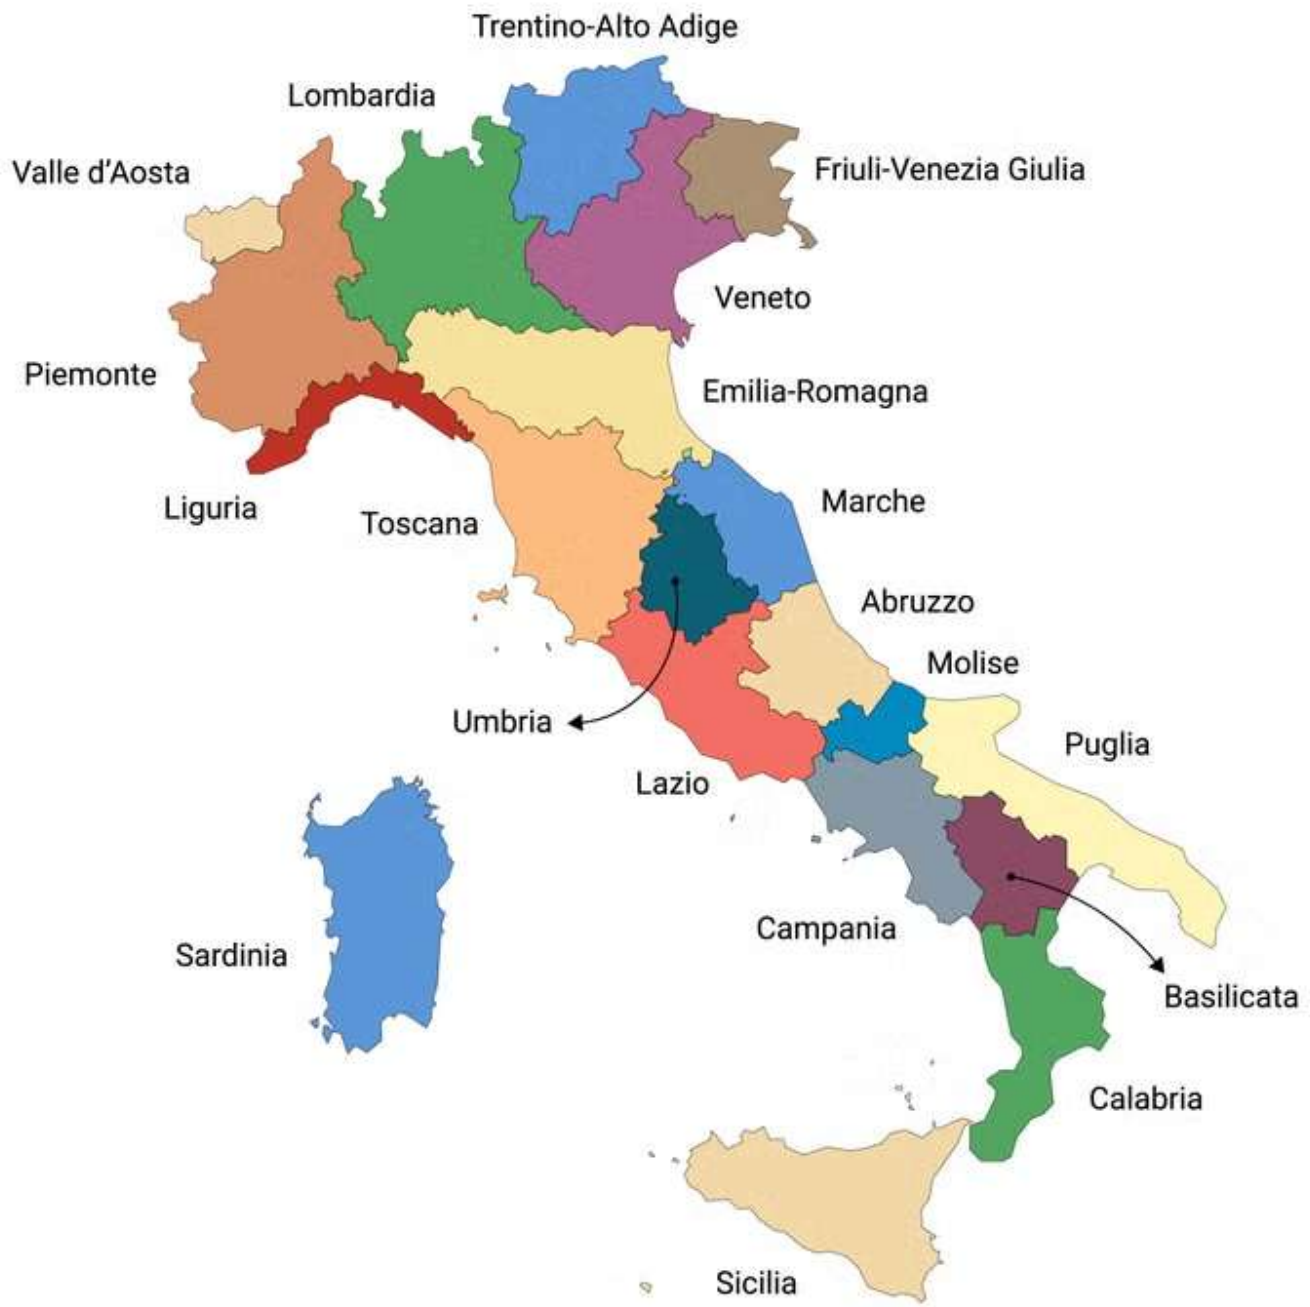 Trentino-Alto Adige
Lombardia
Valle d'Aosta
Friuli-Venezia Giulia
Veneto
Piemonte
Emilia-Romagna
Liguria
Toscana
Marche
Abruzzo
Molise
Umbria
Puglia
Lazio
Campania
Sardinia
Basilicata
Calabria
Sicilia